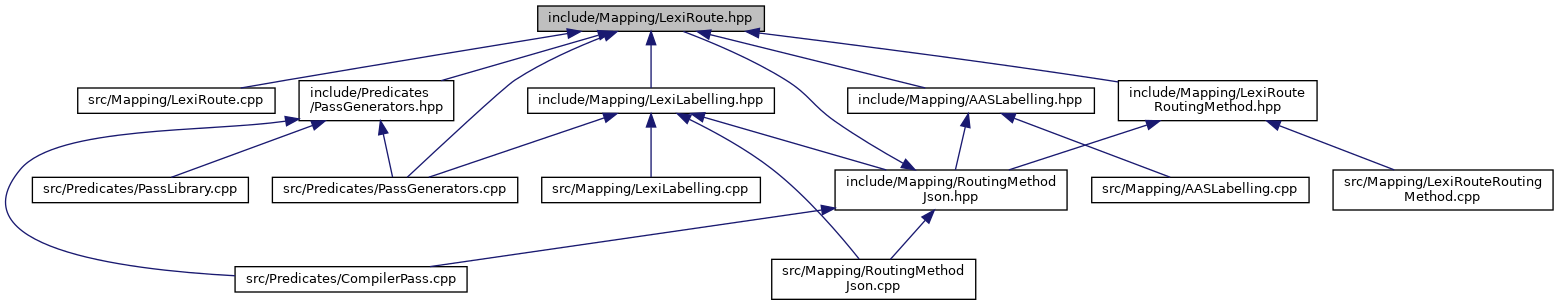 include/Mapping/LexiRoute.hpp
src/Mapping/LexiRoute.cpp
include/Predicates
/PassGenerators.hpp
include/Mapping/LexiLabelling.hpp
include/Mapping/AASLabelling.hpp
include/Mapping/LexiRoute
RoutingMethod.hpp
src/Predicates/PassLibrary.cpp
src/Predicates/PassGenerators.cpp
src/Mapping/LexiLabelling.cpp
include/Mapping/RoutingMethod
Json.hpp
src/Mapping/AASLabelling.cpp
src/Mapping/LexiRouteRouting
Method.cpp
src/Predicates/CompilerPass.cpp
src/Mapping/RoutingMethod
Json.cpp